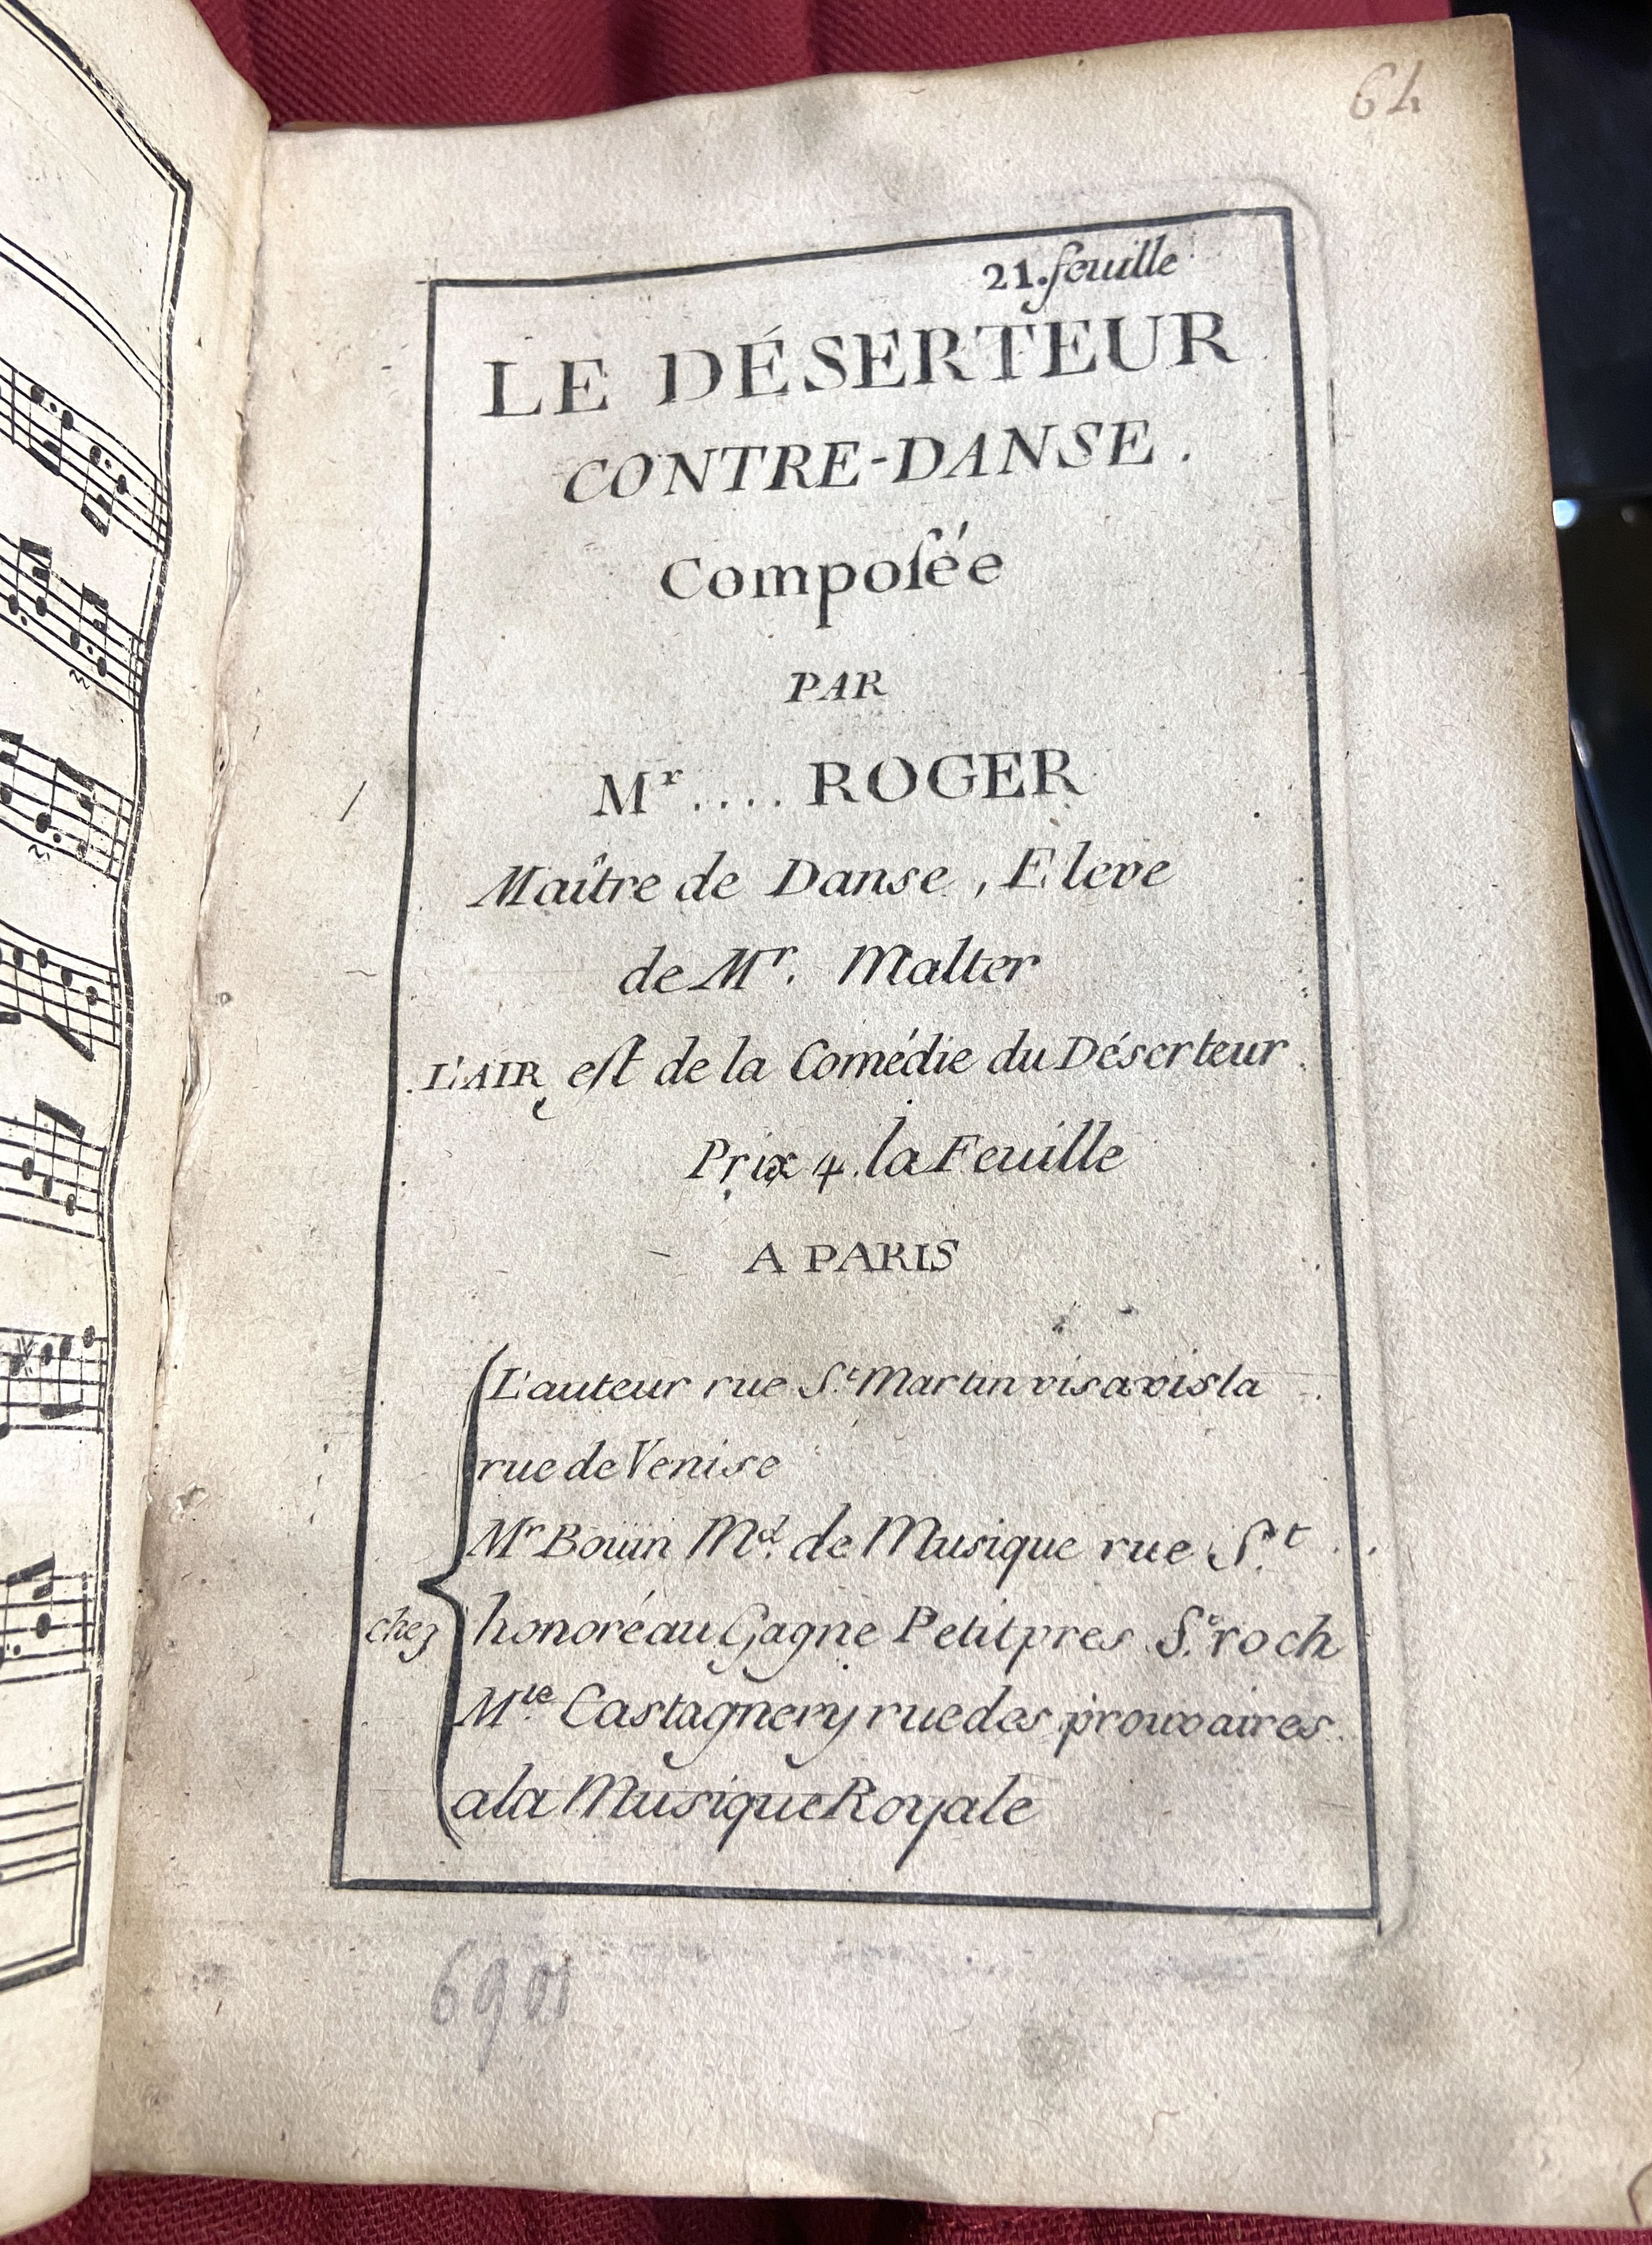 64
21. feuille
LE DÉSERTEUR
CONTRE-DANSE.
Composée
PAR
Mr .... ROGER
Maître de Danse, Eleve
de Mr. Malter
L'AIR est de la Comédie du Déserteur
Prix 4. la Feuille
A PARIS
L'auteur rue St Martin vis a vis la
rue de Venise
Mr Bouin Md. de Musique rue St
honoré au Gagne Petit pres St. roch
chez
Mlle Castagnery rue des prouvaires
a la Musique Royale